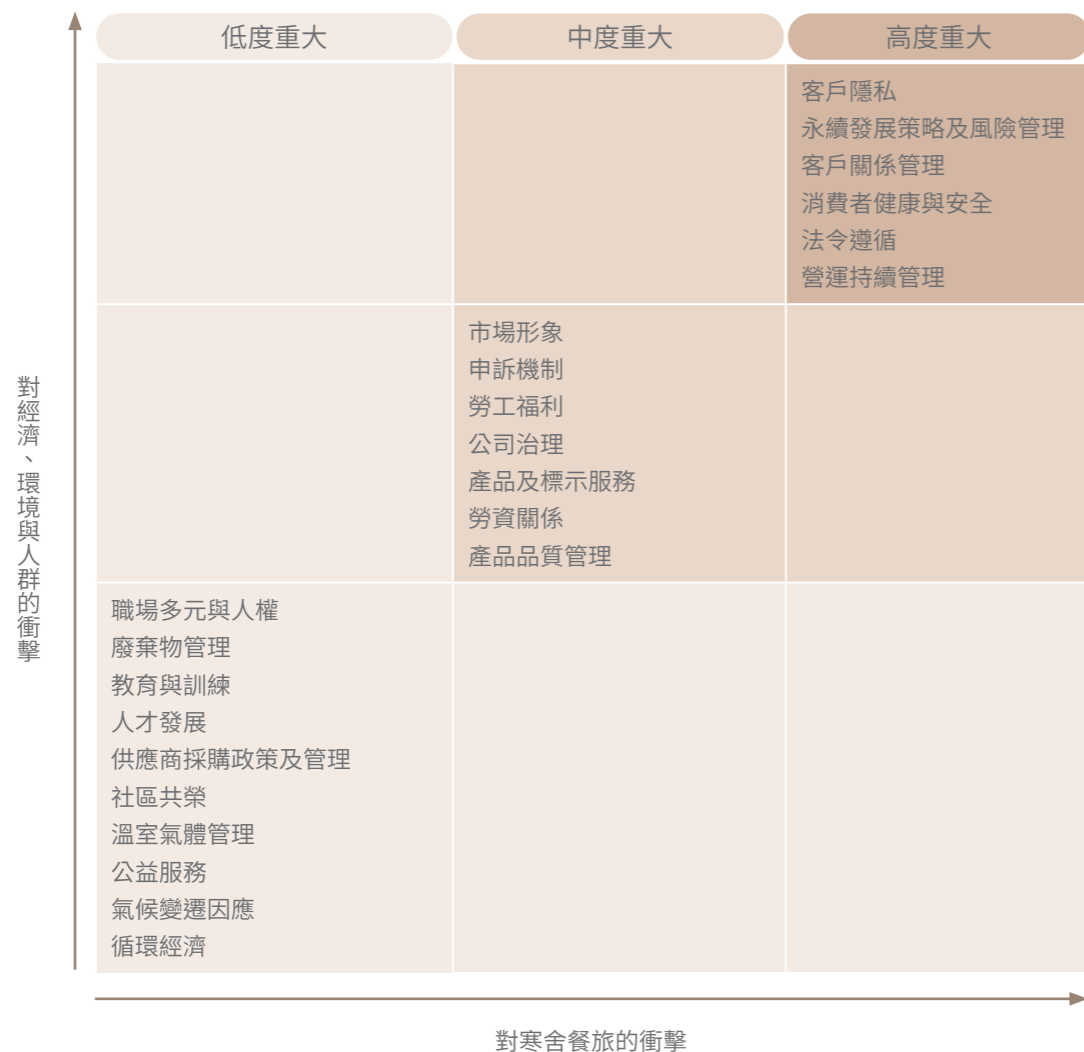 低度重大
中度重大
高度重大
客戶隱私
永續發展策略及風險管理
客戶關係管理
消費者健康與安全
法令遵循
營運持續管理
市場形象
申訴機制
勞工福利
公司治理
產品及標示服務
勞資關係
產品品質管理
職場多元與人權
廢棄物管理
教育與訓練
人才發展
供應商採購政策及管理
社區共榮
溫室氣體管理
公益服務
氣候變遷因應
循環經濟
對經濟、環境與人群的衝擊
對寒舍餐旅的衝擊